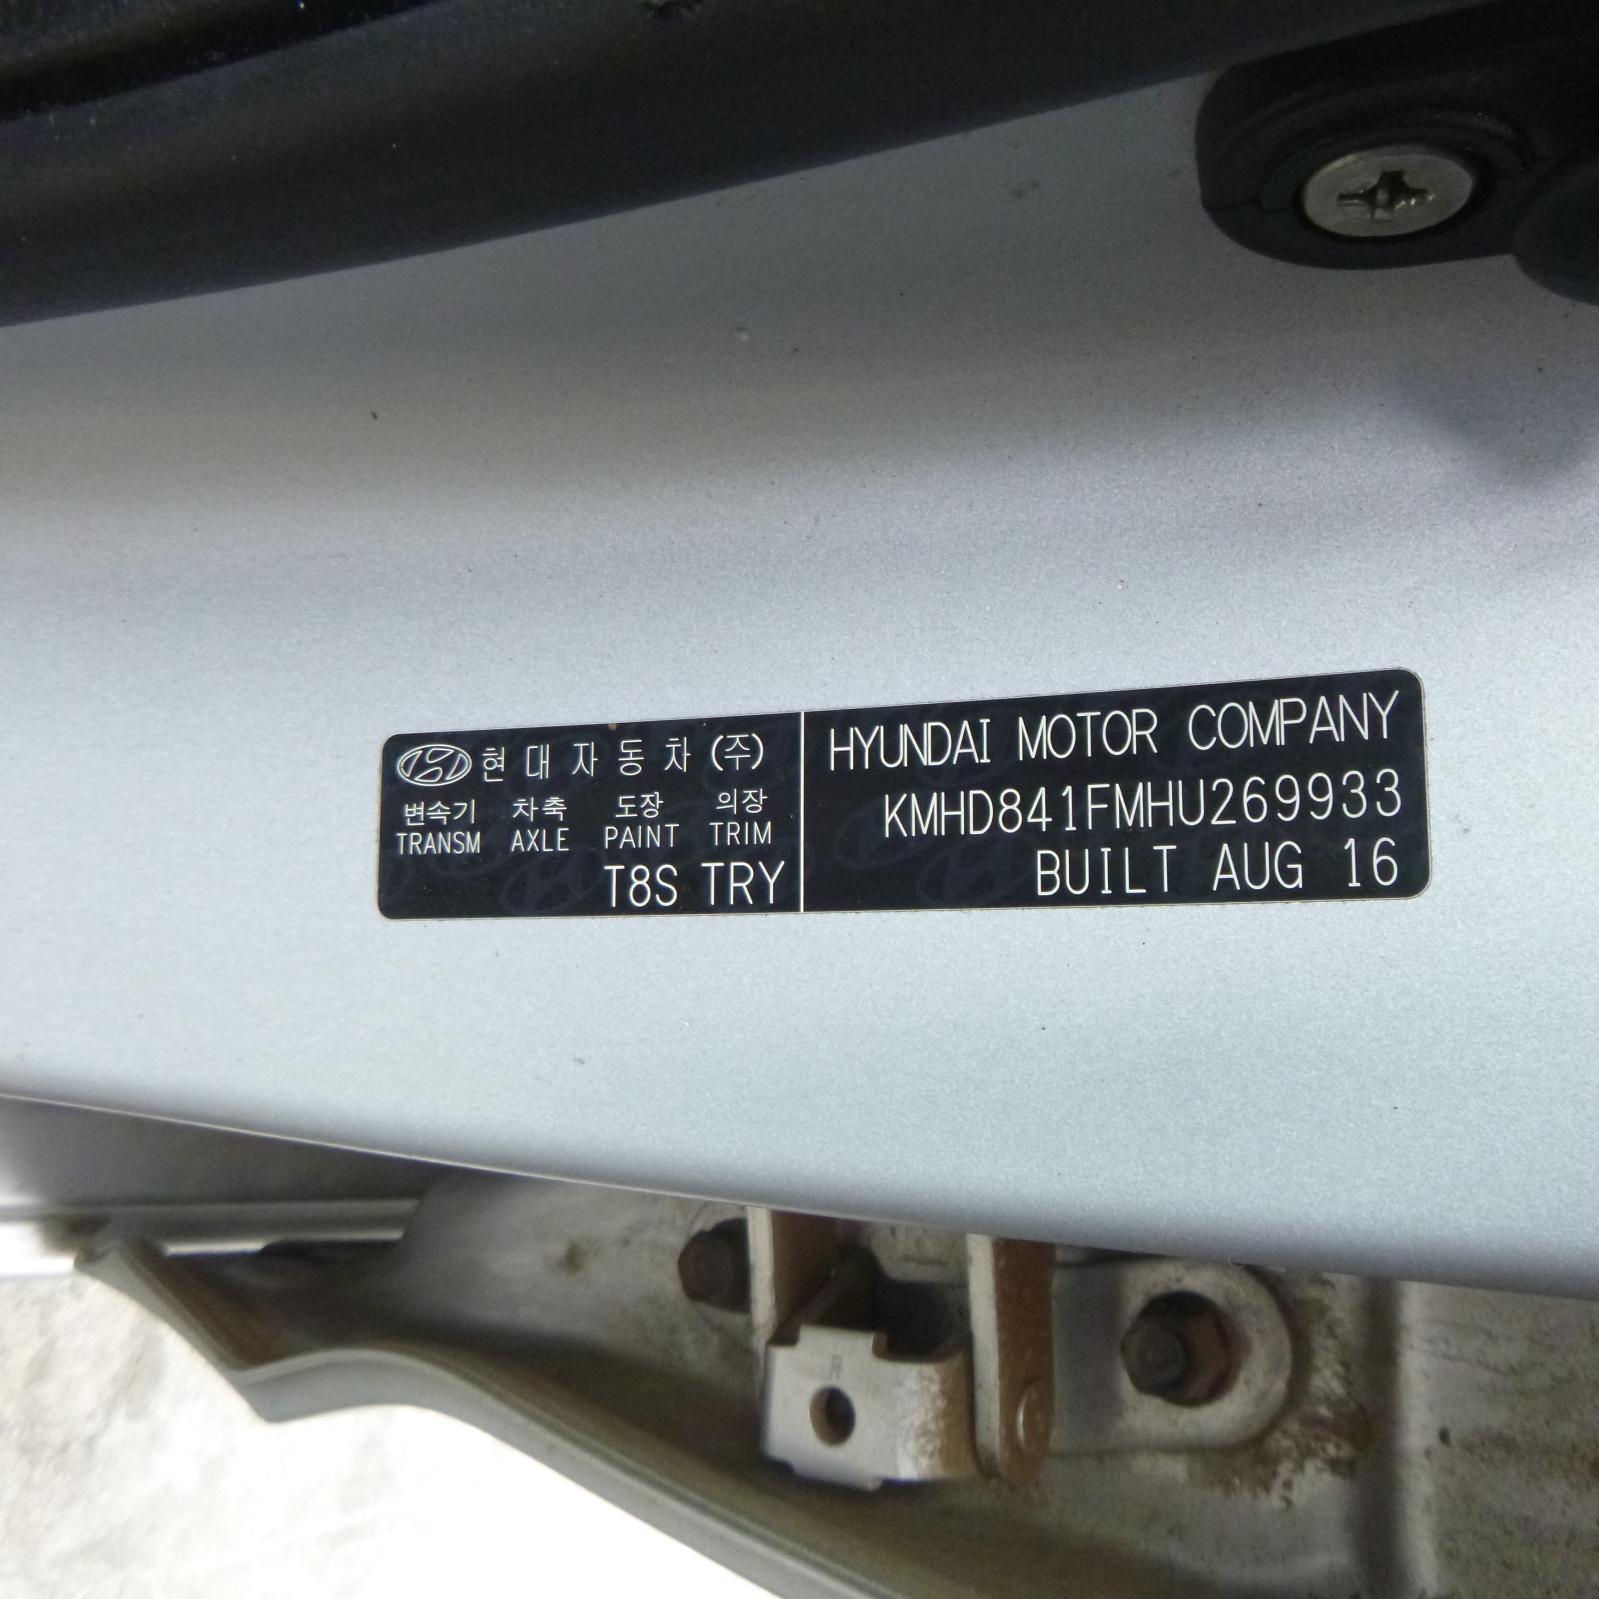 현대자동차(주)
변속기 차축 도장 의장
TRANSM AXLE PAINT TRIM
T8S TRY
HYUNDAI MOTOR COMPANY
KMHD841FMHU269933
BUILT AUG 16
R